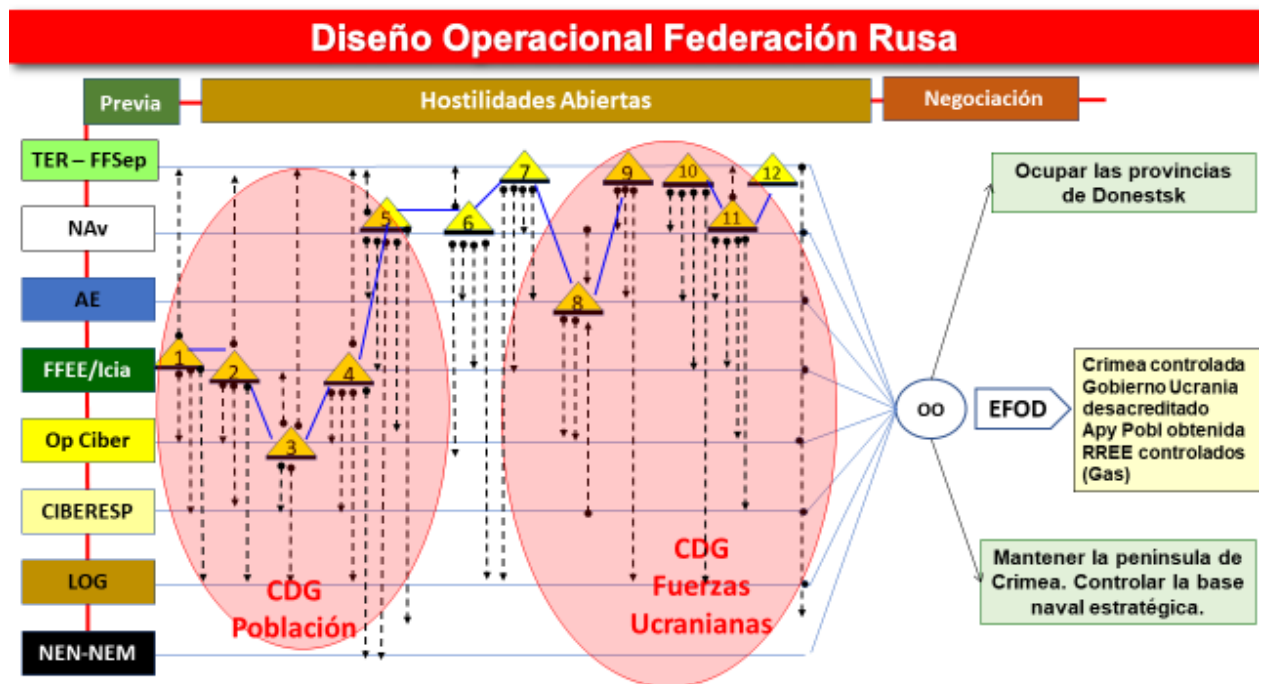 Diseño Operacional Federación Rusa
Previa
Hostilidades Abiertas
Negociación
TER – FFSep
NAv
AE
FFEE/Icia
Op Ciber
CIBERESP
LOG
NEN-NEM
1
2
3
4
5
6
7
8
9
10
11
12
CDG
Población
CDG
Fuerzas
Ucranianas
OO
EFOD
Ocupar las provincias
de Donestsk
Crimea controlada
Gobierno Ucrania
desacreditado
Apy Pobl obtenida
RREE controlados
(Gas)
Mantener la peninsula de
Crimea. Controlar la base
naval estratégica.